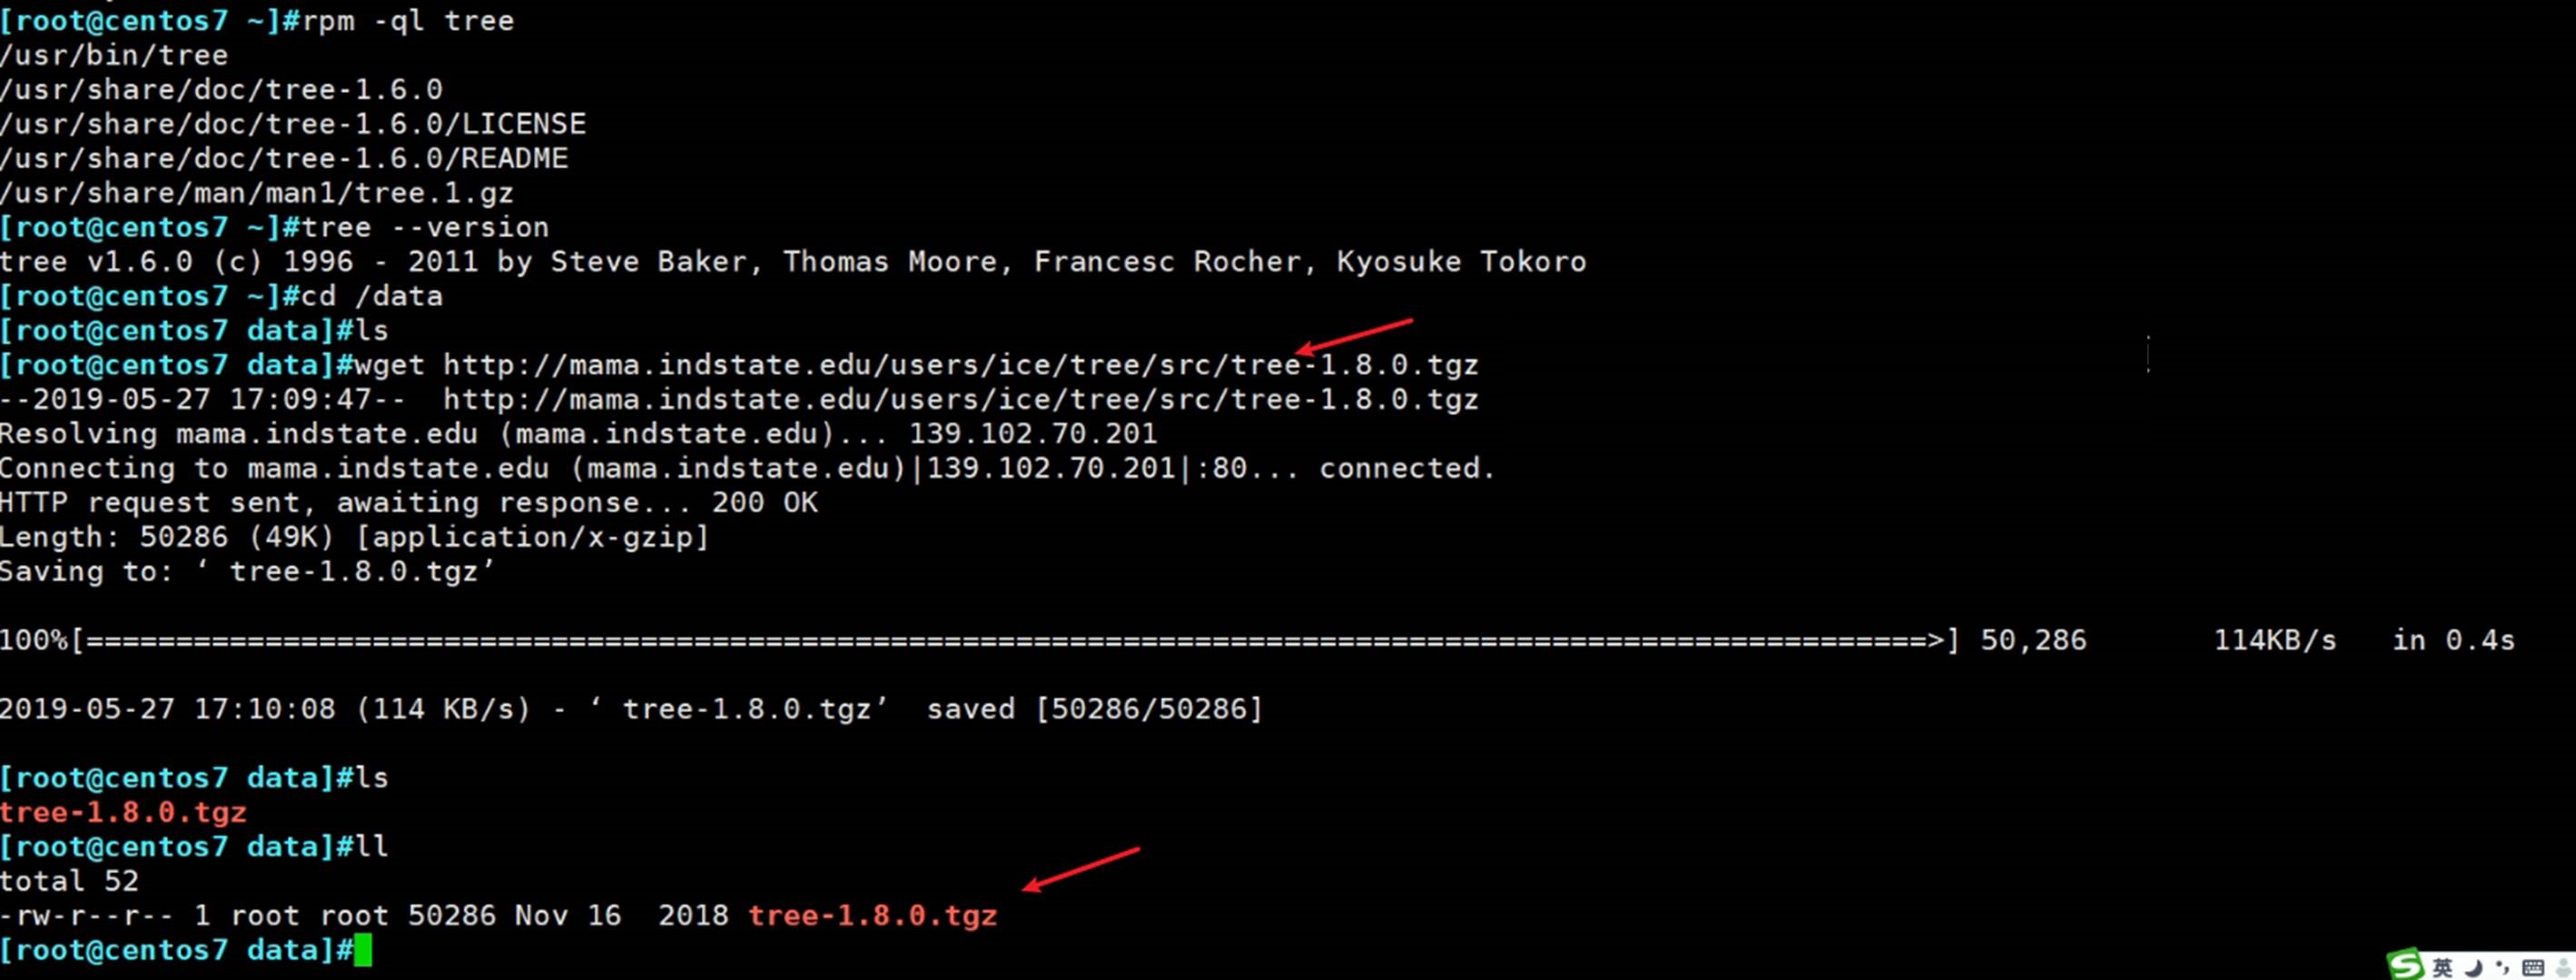 [root@centos7 ~]#rpm -ql tree
/usr/bin/tree
/usr/share/doc/tree-1.6.0
/usr/share/doc/tree-1.6.0/LICENSE
/usr/share/doc/tree-1.6.0/README
/usr/share/man/man1/tree.1.gz
[root@centos7 ~]#tree --version
tree v1.6.0 (c) 1996 - 2011 by Steve Baker, Thomas Moore, Francesc Rocher, Kyosuke Tokoro
[root@centos7 ~]#cd /data
[root@centos7 data]#ls
[root@centos7 data]#wget http://mama.indstate.edu/users/ice/tree/src/tree-1.8.0.tgz
--2019-05-27 17:09:47--  http://mama.indstate.edu/users/ice/tree/src/tree-1.8.0.tgz
Resolving mama.indstate.edu (mama.indstate.edu)... 139.102.70.201
Connecting to mama.indstate.edu (mama.indstate.edu)|139.102.70.201|:80... connected.
HTTP request sent, awaiting response... 200 OK
Length: 50286 (49K) [application/x-gzip]
Saving to: ‘ tree-1.8.0.tgz’
100%[=======================================================================================================>] 50,286       114KB/s   in 0.4s
2019-05-27 17:10:08 (114 KB/s) - ‘ tree-1.8.0.tgz’  saved [50286/50286]
[root@centos7 data]#ls
tree-1.8.0.tgz
[root@centos7 data]#ll
total 52
-rw-r--r-- 1 root root 50286 Nov 16  2018 tree-1.8.0.tgz
[root@centos7 data]#
S 英